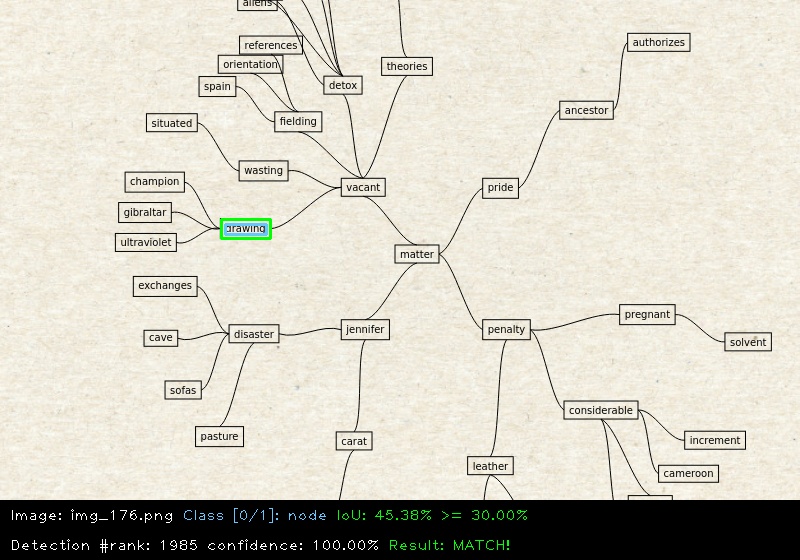 aliens
references
orientation
theories
authorizes
spain
detox
ancestor
situated
fielding
wasting
champion
vacant
pride
gibraltar
drawing
ultraviolet
matter
exchanges
pregnant
cave
disaster
jennifer
penalty
solvent
sofas
considerable
pasture
carat
increment
leather
cameroon
Image: img_176.png Class [0/1]: node IoU: 45.38% >= 30.00%
Detection #rank: 1985 confidence: 100.00% Result: MATCH!